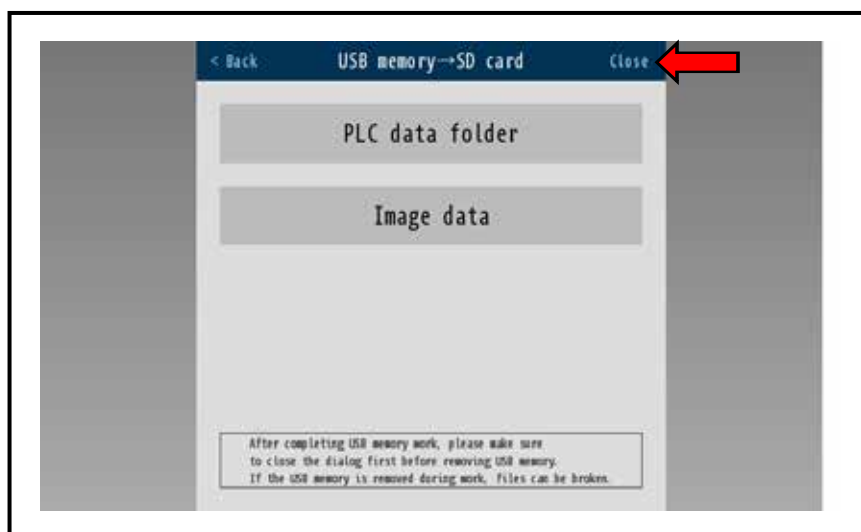 < Back USB memory→SD card Close
PLC data folder
Image data
After completing USB memory work, please make sure
to close the dialog first before removing USB memory.
If the USB memory is removed during work, files can be broken.